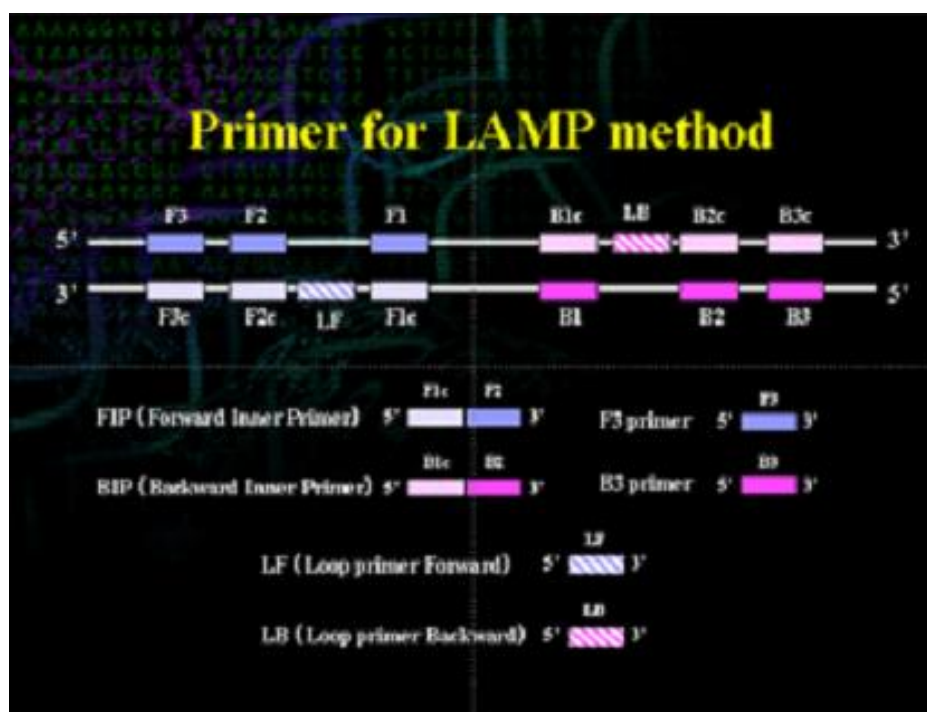 Primer for LAMP method
F3 F2 F1 B1c LB B2c B3c
5' 3'
3' 5'
F3c F2c LF F1c B1 B2 B3
F1c F2
FIP ( Forward Inner Primer) 5' 3'
F3
F3 primer 5' 3'
B1c B2
BIP ( Backward Inner Primer) 5' 3'
B3
B3 primer 5' 3'
LF
LF ( Loop primer Forward) 5' 3'
LB
LB ( Loop primer Backward) 5' 3'